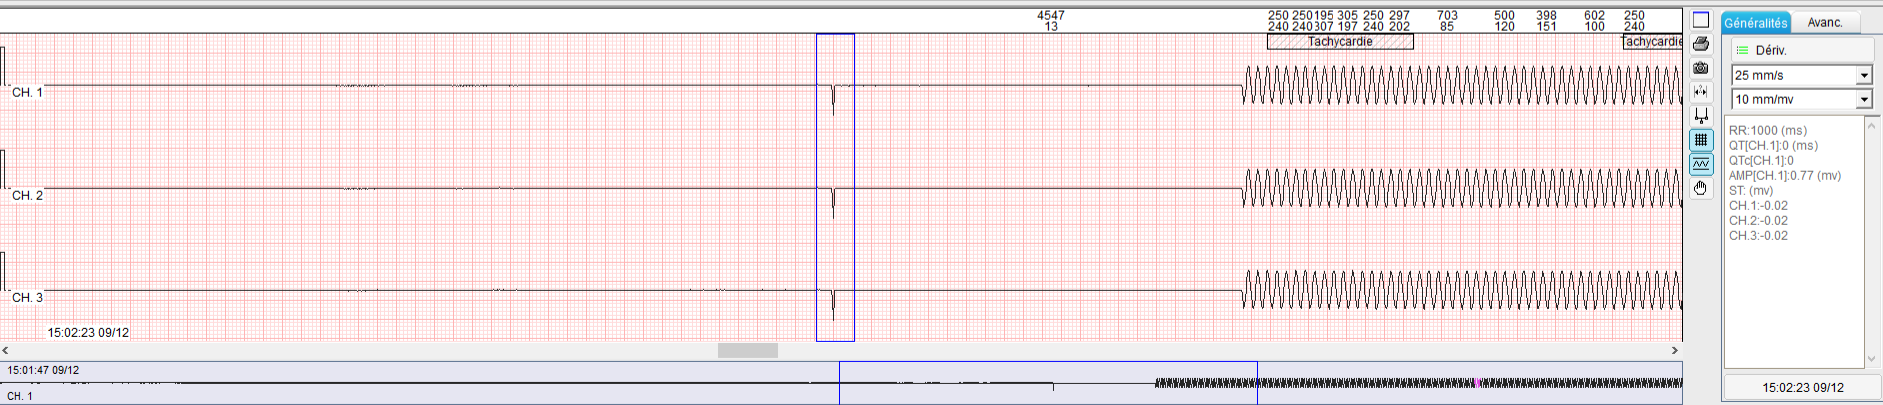 4547
13
250 250 195 305 250 297 703 500 398 602 250
240 240 307 197 240 202 85 120 151 100 240
Tachycardie
Tachycardie
CH. 1
CH. 2
CH. 3
15:02:23 09/12
15:01:47 09/12
CH. 1
Généralités
Avanc.
Dériv.
25 mm/s
10 mm/mv
RR:1000 (ms)
QT[CH.1]:0 (ms)
QTc[CH.1]:0
AMP[CH.1]:0.77 (mv)
ST: (mv)
CH.1:-0.02
CH.2:-0.02
CH.3:-0.02
15:02:23 09/12